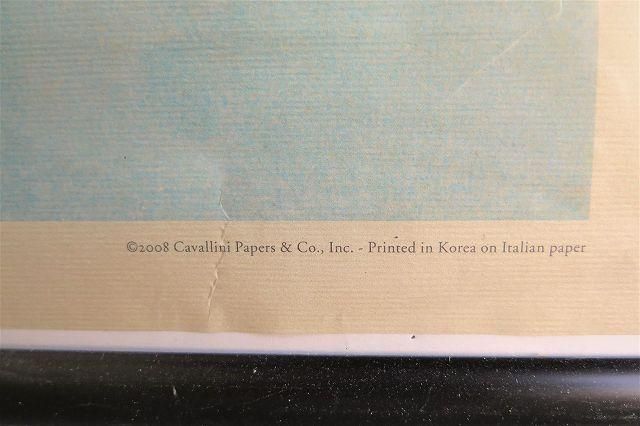 ©2008 Cavallini Papers & Co., Inc. - Printed in Korea on Italian paper